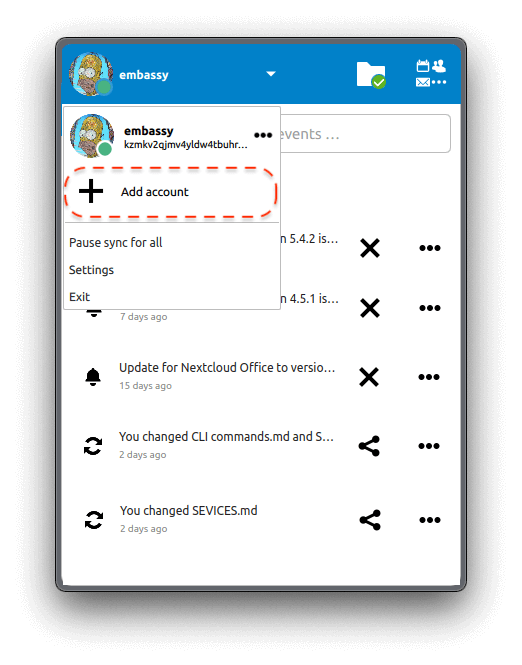 embassy
embassy
kzmkv2qjmv4yldw4tbuhr...
events ...
Add account
Pause sync for all
n 5.4.2 is...
Settings
Exit
n 4.5.1 is...
7 days ago
Update for Nextcloud Office to versio...
15 days ago
You changed CLI commands.md and S...
2 days ago
You changed SEVICES.md
2 days ago